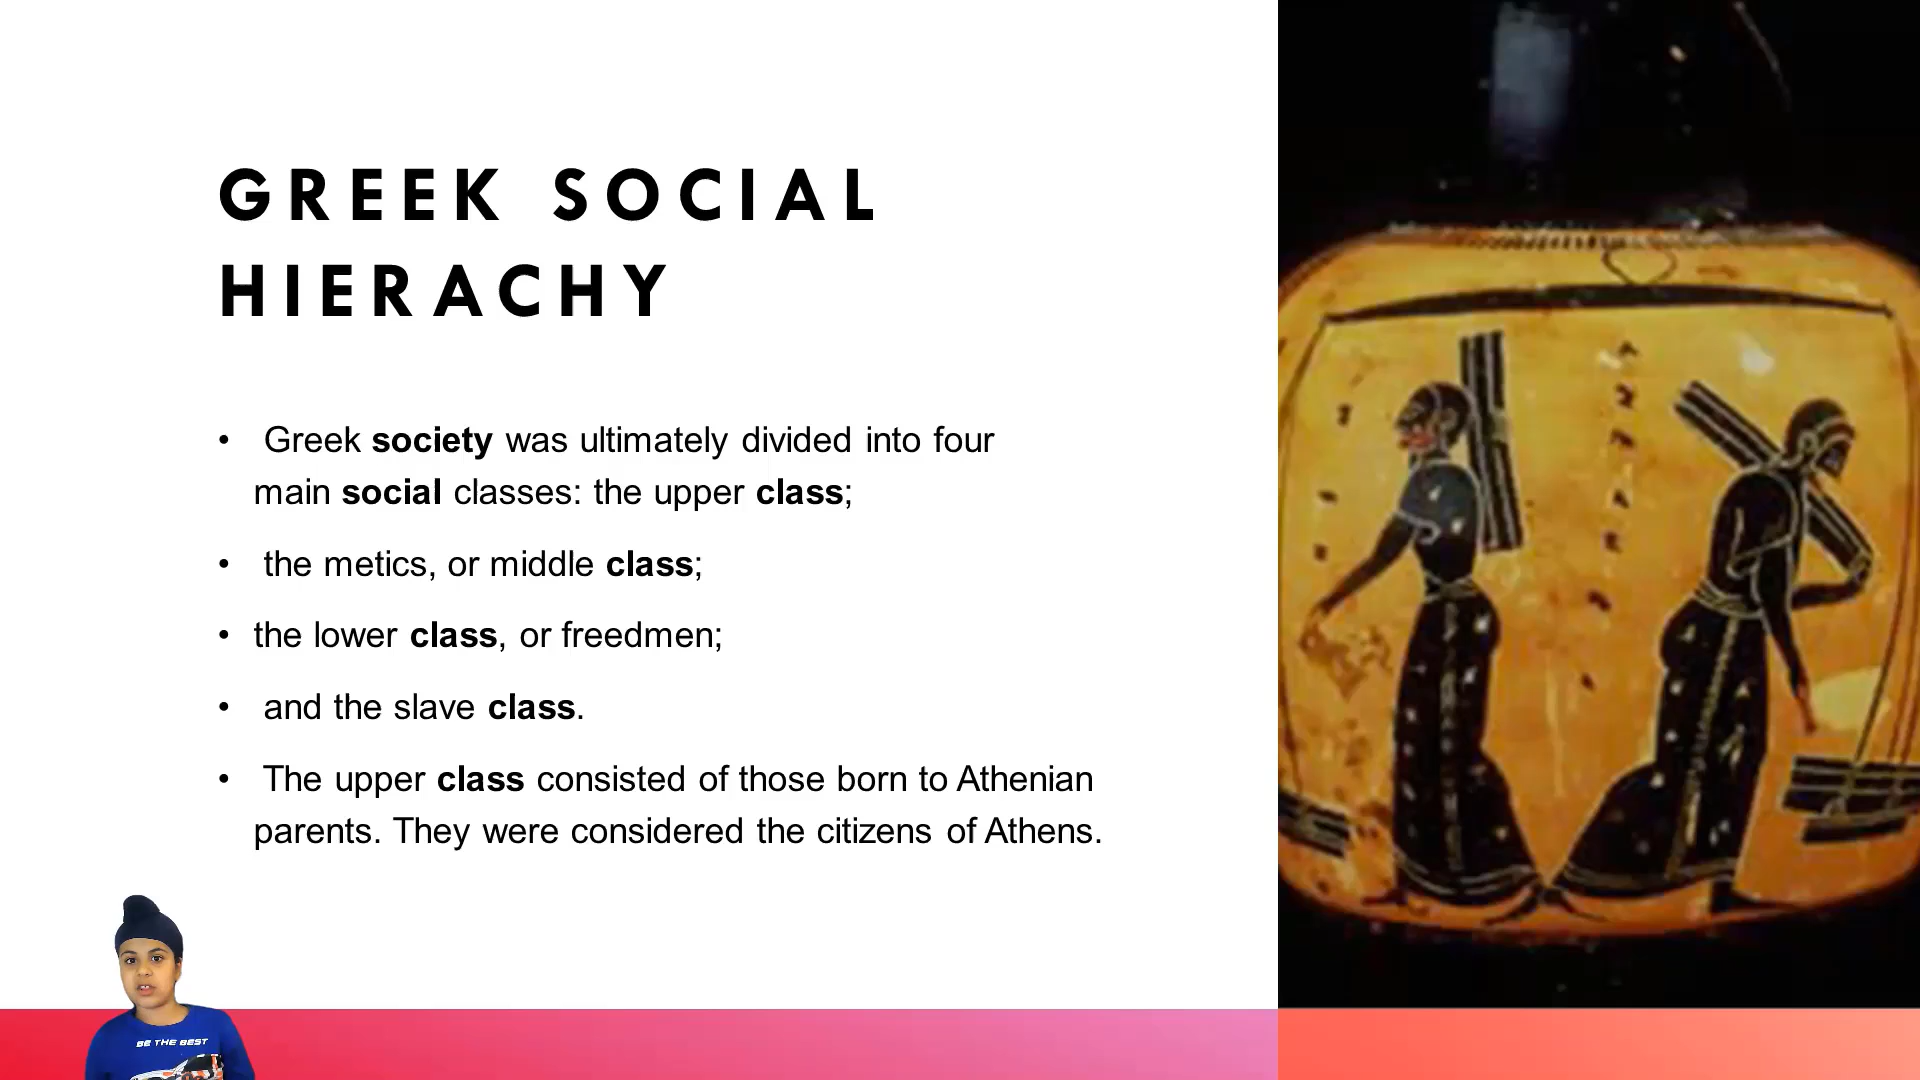 GREEK SOCIAL
HIERACHY
• Greek society was ultimately divided into four
main social classes: the upper class;
• the metics, or middle class;
• the lower class, or freedmen;
• and the slave class.
• The upper class consisted of those born to Athenian
parents. They were considered the citizens of Athens.
BE THE BEST